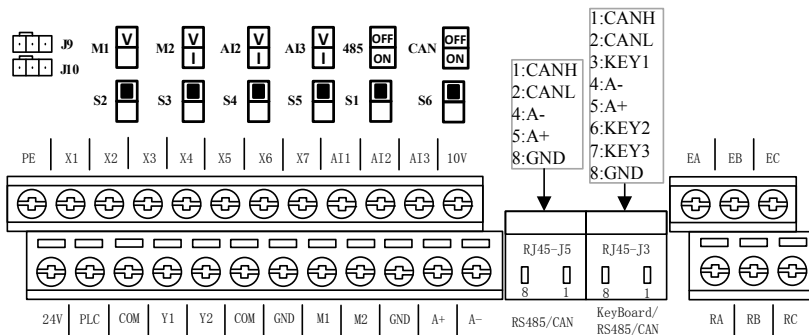 J9
J10
M1 V
M2 V I
AI2 V I
AI3 V I
485 OFF ON
CAN OFF ON
S2 S3 S4 S5 S1 S6
1:CANH
2:CANL
4:A-
5:A+
8:GND
1:CANH
2:CANL
3:KEY1
4:A-
5:A+
6:KEY2
7:KEY3
8:GND
PE X1 X2 X3 X4 X5 X6 X7 AI1 AI2 AI3 10V
EA EB EC
RJ45-J5
8 1
RJ45-J3
8 1
24V PLC COM Y1 Y2 COM GND M1 M2 GND A+ A-
RS485/CAN
KeyBoard/
RS485/CAN
RA RB RC